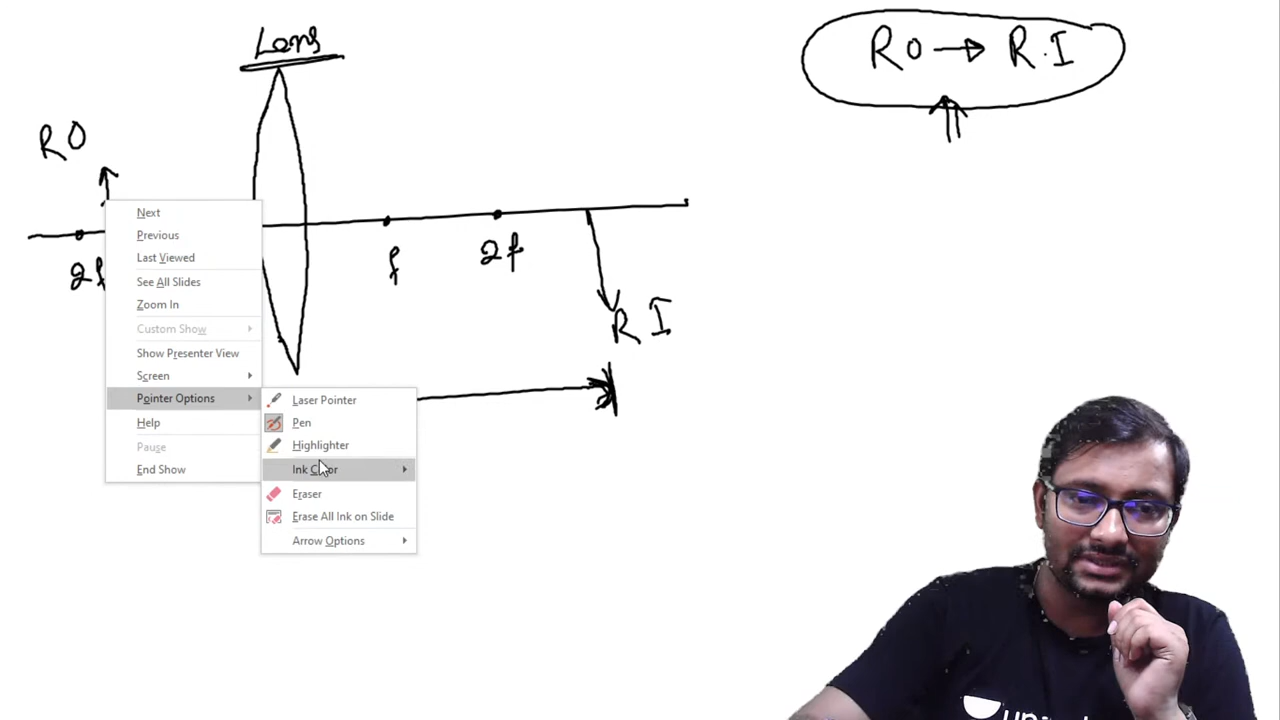 Lens
RO → R.I
RO
2f
f
2f
R I
Next
Previous
Last Viewed
See All Slides
Zoom In
Custom Show
Show Presenter View
Screen
Pointer Options
Help
Pause
End Show
Laser Pointer
Pen
Highlighter
Eraser
Erase All Ink on Slide
Arrow Options